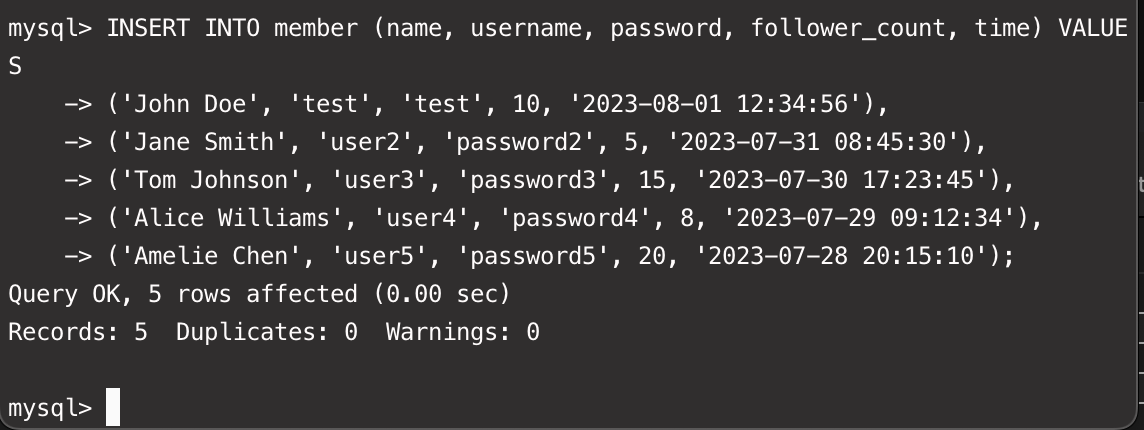 mysql> INSERT INTO member (name, username, password, follower_count, time) VALUE
S
    -> ('John Doe', 'test', 'test', 10, '2023-08-01 12:34:56'),
    -> ('Jane Smith', 'user2', 'password2', 5, '2023-07-31 08:45:30'),
    -> ('Tom Johnson', 'user3', 'password3', 15, '2023-07-30 17:23:45'),
    -> ('Alice Williams', 'user4', 'password4', 8, '2023-07-29 09:12:34'),
    -> ('Amelie Chen', 'user5', 'password5', 20, '2023-07-28 20:15:10');
Query OK, 5 rows affected (0.00 sec)
Records: 5  Duplicates: 0  Warnings: 0

mysql>